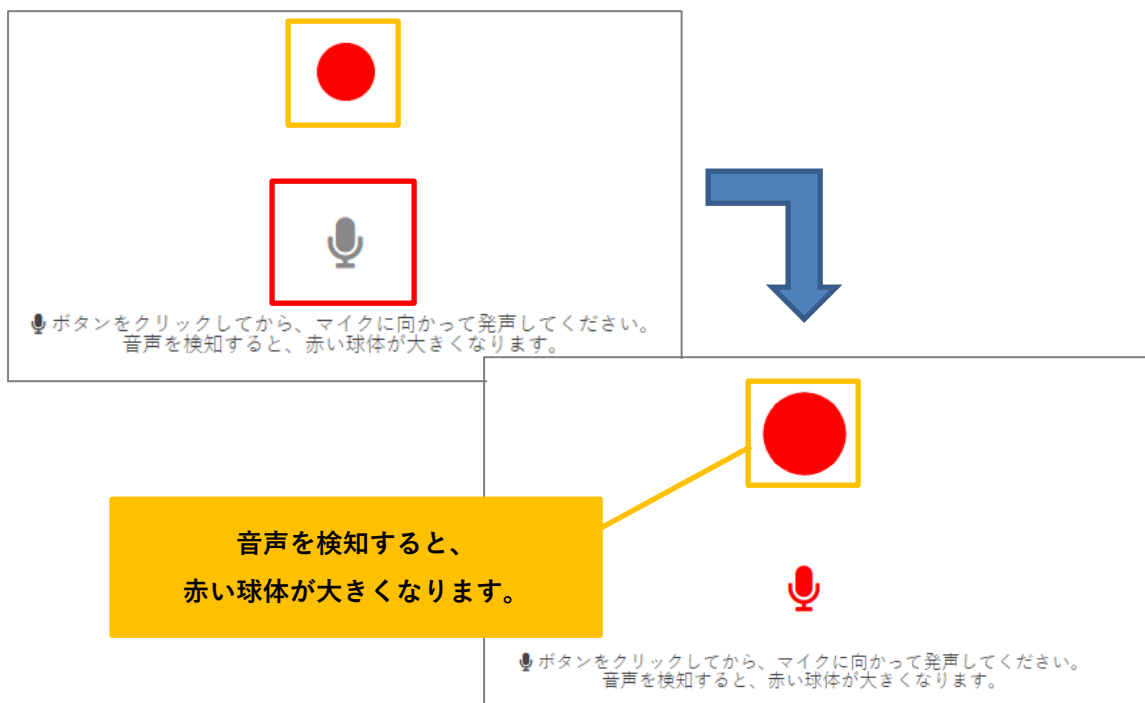 ボタンをクリックしてから、マイクに向かって発声してください。
音声を検知すると、赤い球体が大きくなります。
音声を検知すると、
赤い球体が大きくなります。
ボタンをクリックしてから、マイクに向かって発声してください。
音声を検知すると、赤い球体が大きくなります。